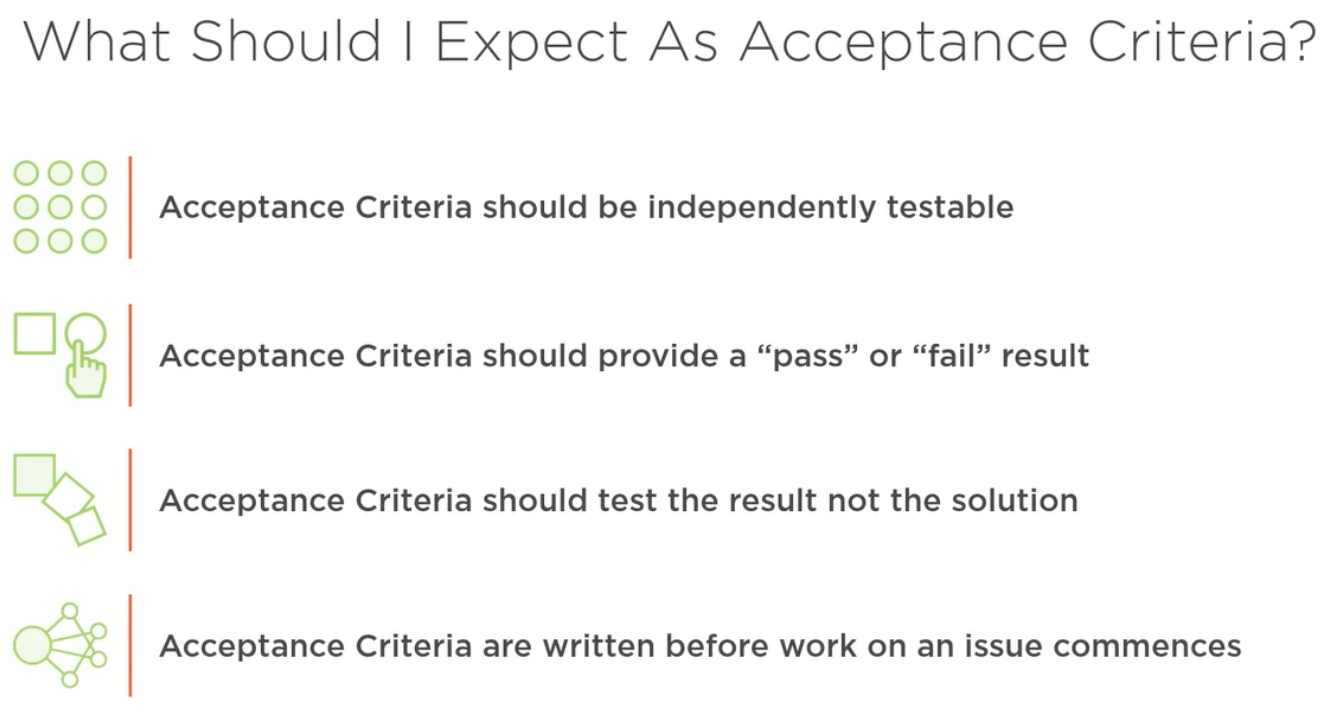 What Should I Expect As Acceptance Criteria?
Acceptance Criteria should be independently testable
Acceptance Criteria should provide a “pass” or “fail” result
Acceptance Criteria should test the result not the solution
Acceptance Criteria are written before work on an issue commences